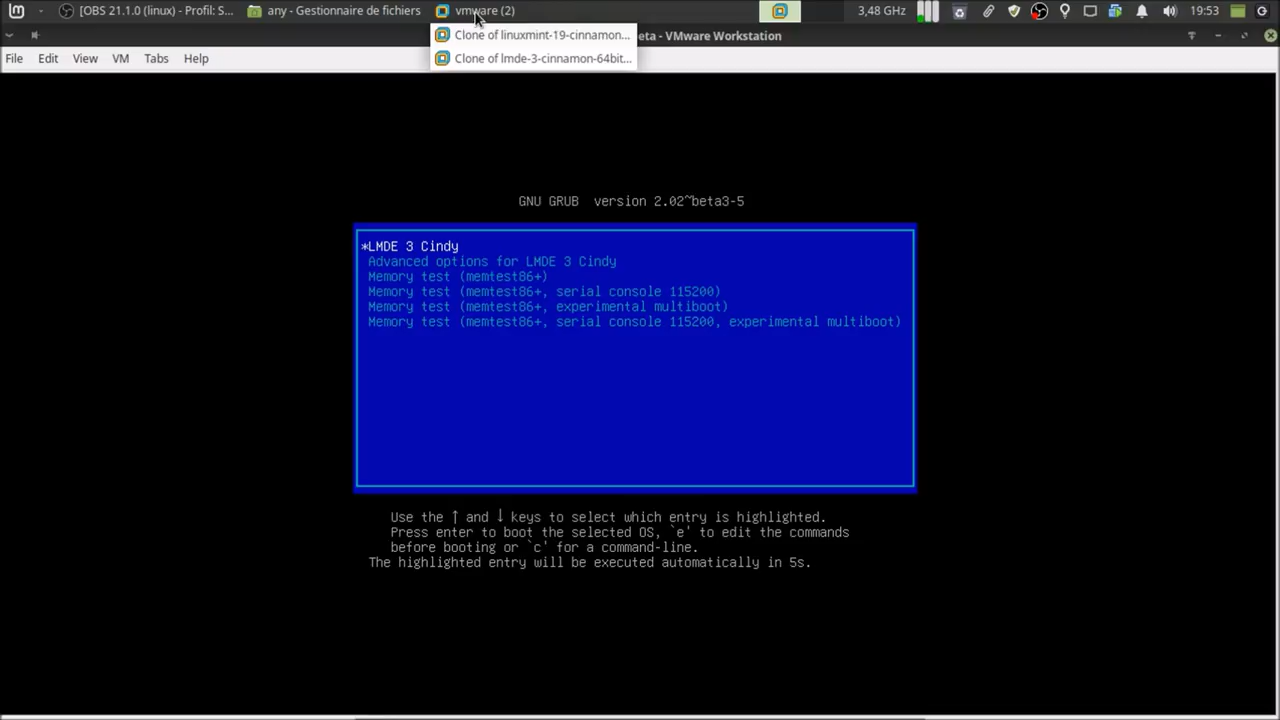 [OBS 21.1.0 (linux) - Profil: S... any - Gestionnaire de fichiers vmware (2) 3,48 GHz 19:53
Clone of linuxmint-19-cinnamon... eta - VMware Workstation
File Edit View VM Tabs Help Clone of lmde-3-cinnamon-64bit...
GNU GRUB version 2.02~beta3-5
*LMDE 3 Cindy
Advanced options for LMDE 3 Cindy
Memory test (memtest86+)
Memory test (memtest86+, serial console 115200)
Memory test (memtest86+, experimental multiboot)
Memory test (memtest86+, serial console 115200, experimental multiboot)
Use the ↑ and ↓ keys to select which entry is highlighted.
Press enter to boot the selected OS, `e' to edit the commands
before booting or `c' for a command-line.
The highlighted entry will be executed automatically in 5s.